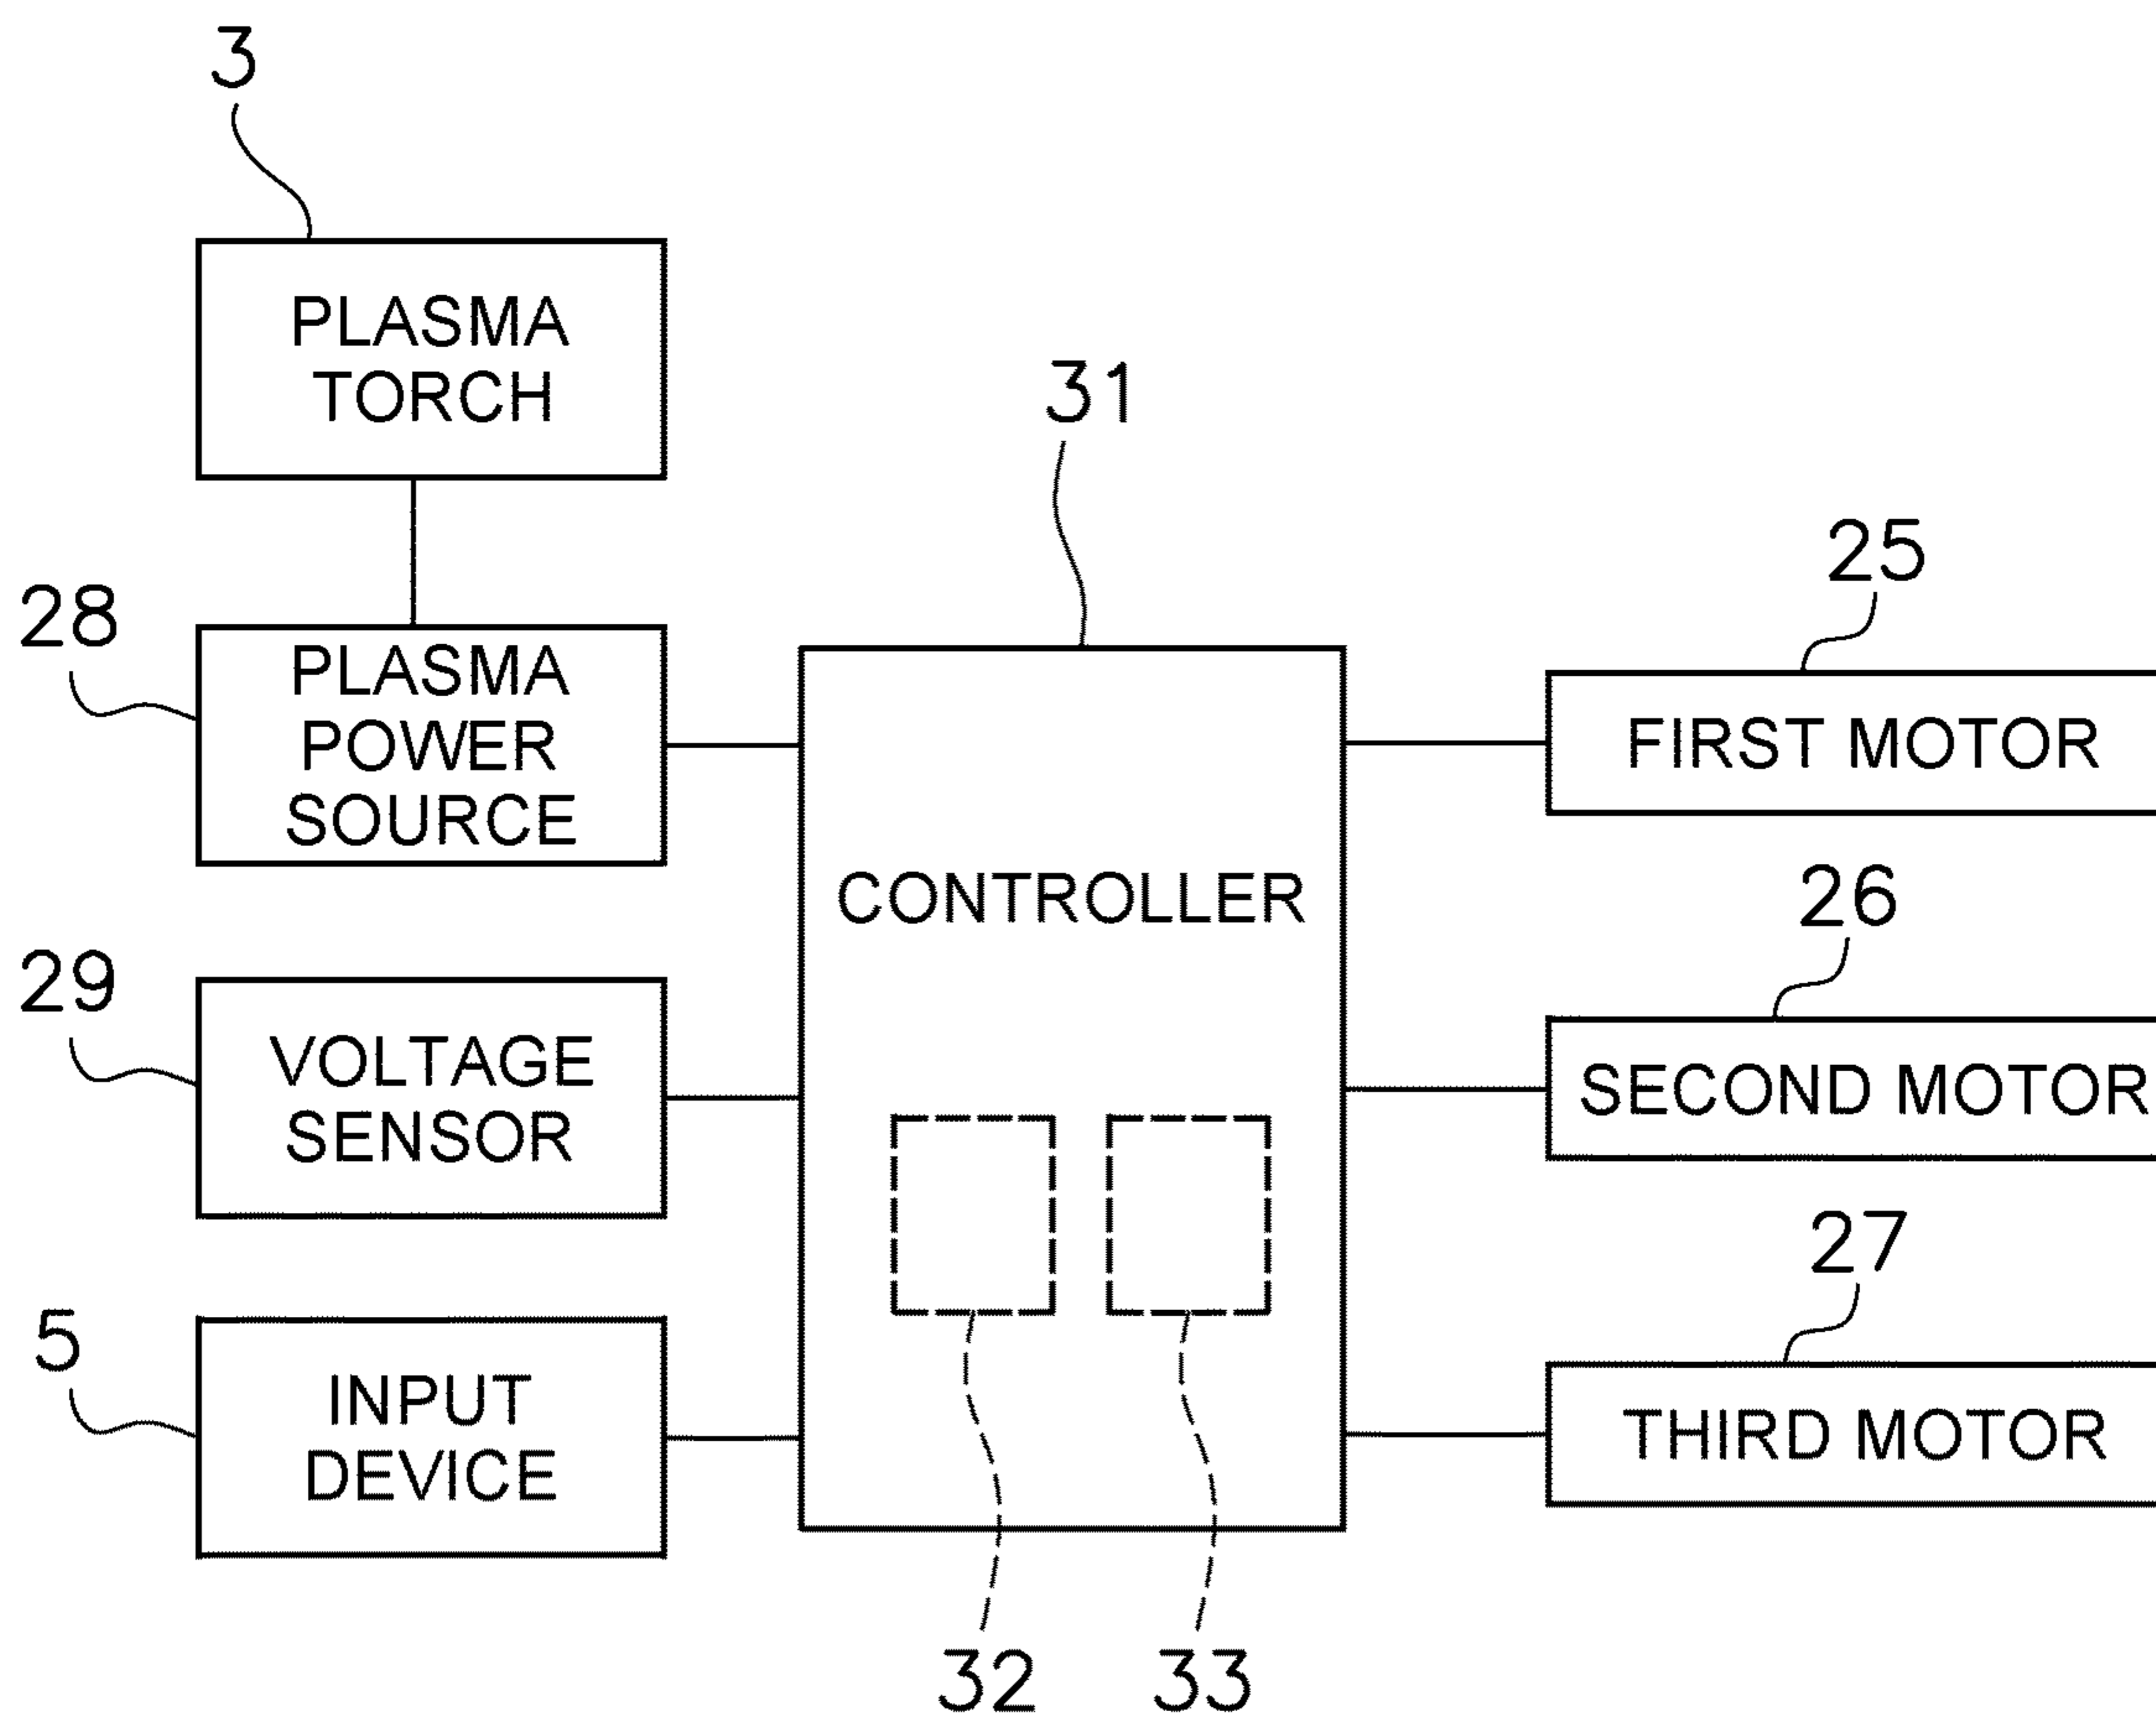 3
PLASMA
TORCH
31
28
PLASMA
POWER
SOURCE
25
FIRST MOTOR
CONTROLLER
26
SECOND MOTOR
29
VOLTAGE
SENSOR
27
THIRD MOTOR
5
INPUT
DEVICE
32
33